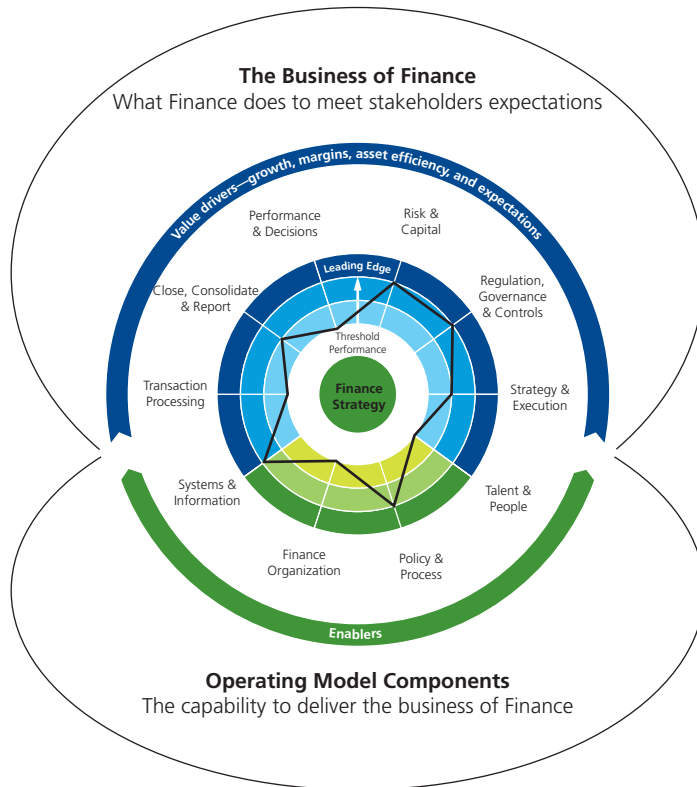 The Business of Finance
What Finance does to meet stakeholders expectations
Value drivers—growth, margins, asset efficiency, and expectations
Performance
& Decisions
Risk &
Capital
Leading Edge
Close, Consolidate
& Report
Regulation,
Governance
& Controls
Threshold
Performance
Transaction
Processing
Finance
Strategy
Strategy &
Execution
Systems &
Information
Talent &
People
Finance
Organization
Policy &
Process
Enablers
Operating Model Components
The capability to deliver the business of Finance